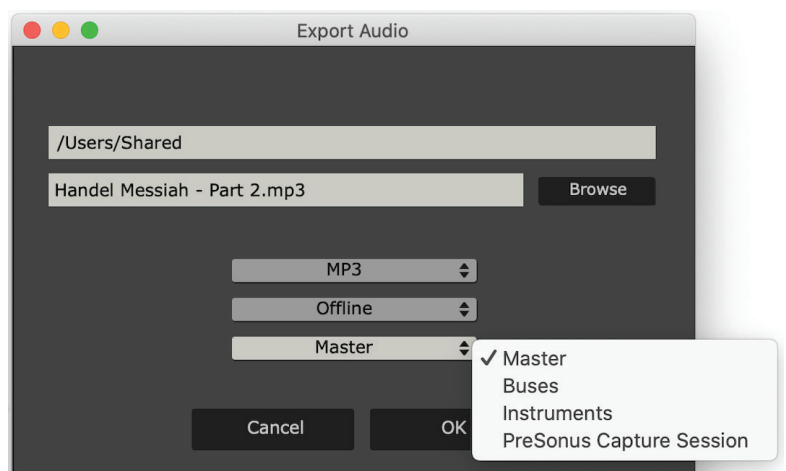 Export Audio
/Users/Shared
Handel Messiah - Part 2.mp3
Browse
MP3
Offline
Master
Master
Buses
Instruments
PreSonus Capture Session
Cancel
OK